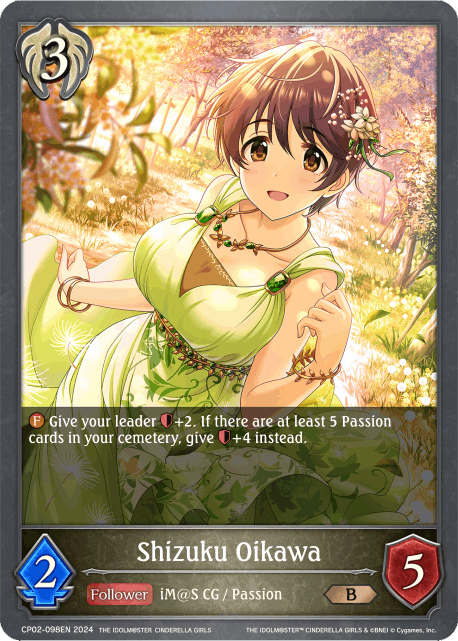 3
F Give your leader +2. If there are at least 5 Passion
cards in your cemetery, give +4 instead.
Shizuku Oikawa
2
Follower iM@S CG / Passion
B
5
CP02-098EN 2024 THE IDOLM@STER CINDERELLA GIRLS THE IDOLM@STER™ CINDERELLA GIRLS & ©BNEI © Cygames, Inc.